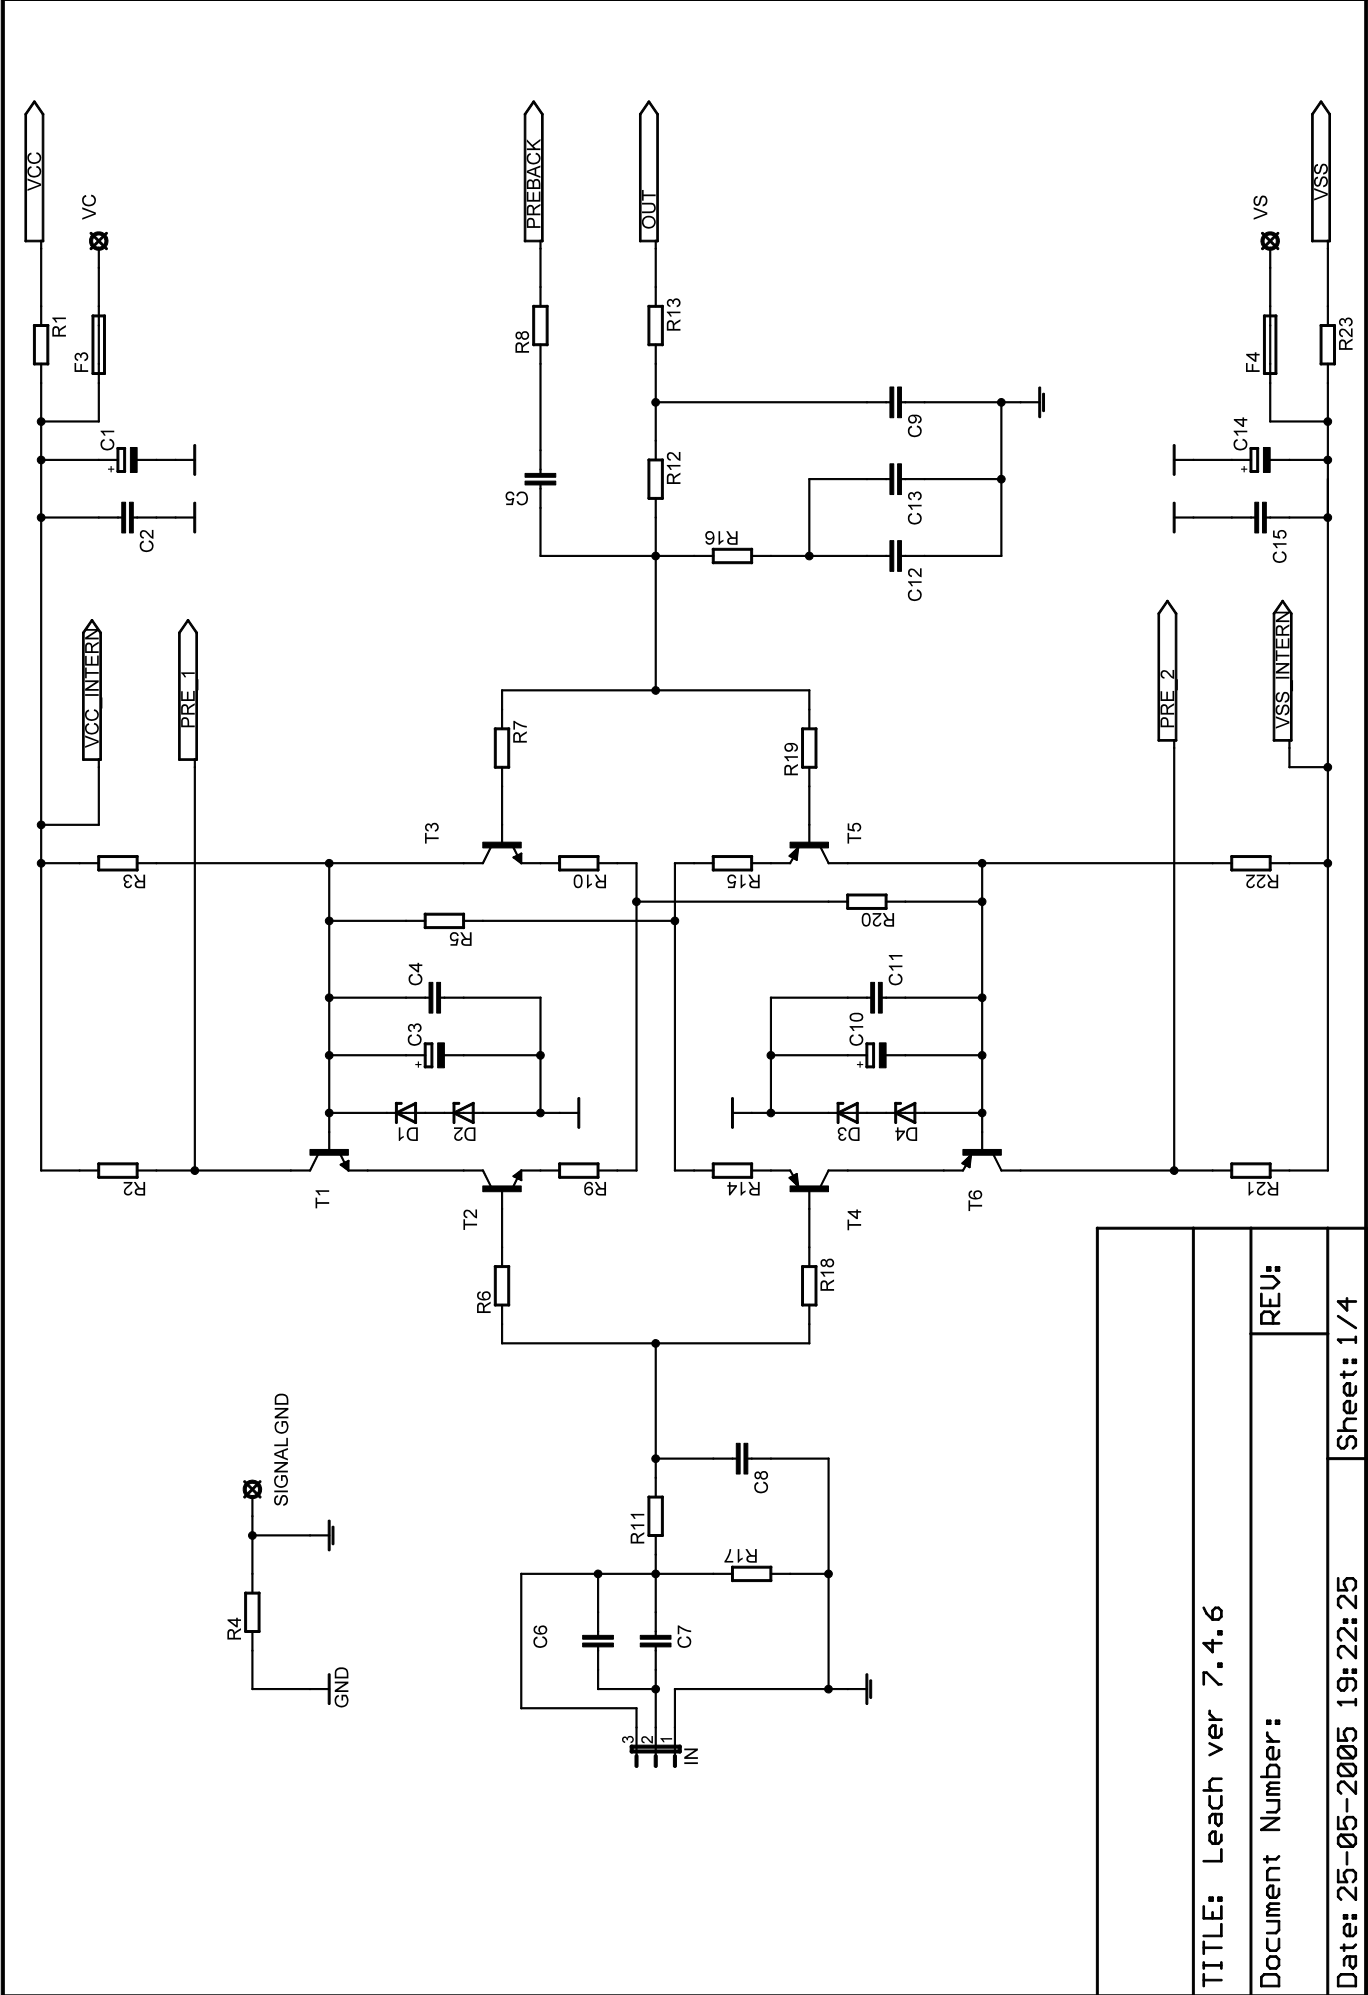 VCC
R1
VC
F3
C1
+
C2
VCC_INTERN
PRE_1
R3
R2
PREBACK
OUT
R8
R13
C5
R12
R16
C9
C13
C12
R7
R19
T3
T5
R10
R15
R5
R20
C4
C3
+
C11
C10
+
D1
D2
D3
D4
T1
T2
R9
R14
T4
T6
R6
R18
VSS
VS
F4
R23
C14
+
C15
PRE_2
VSS_INTERN
R22
R21
SIGNAL GND
R4
GND
R11
C8
R17
C6
C7
3
2
1
IN
TITLE: Leach ver 7.4.6
Document Number:
REV:
Date: 25-05-2005 19:22:25
Sheet: 1/4